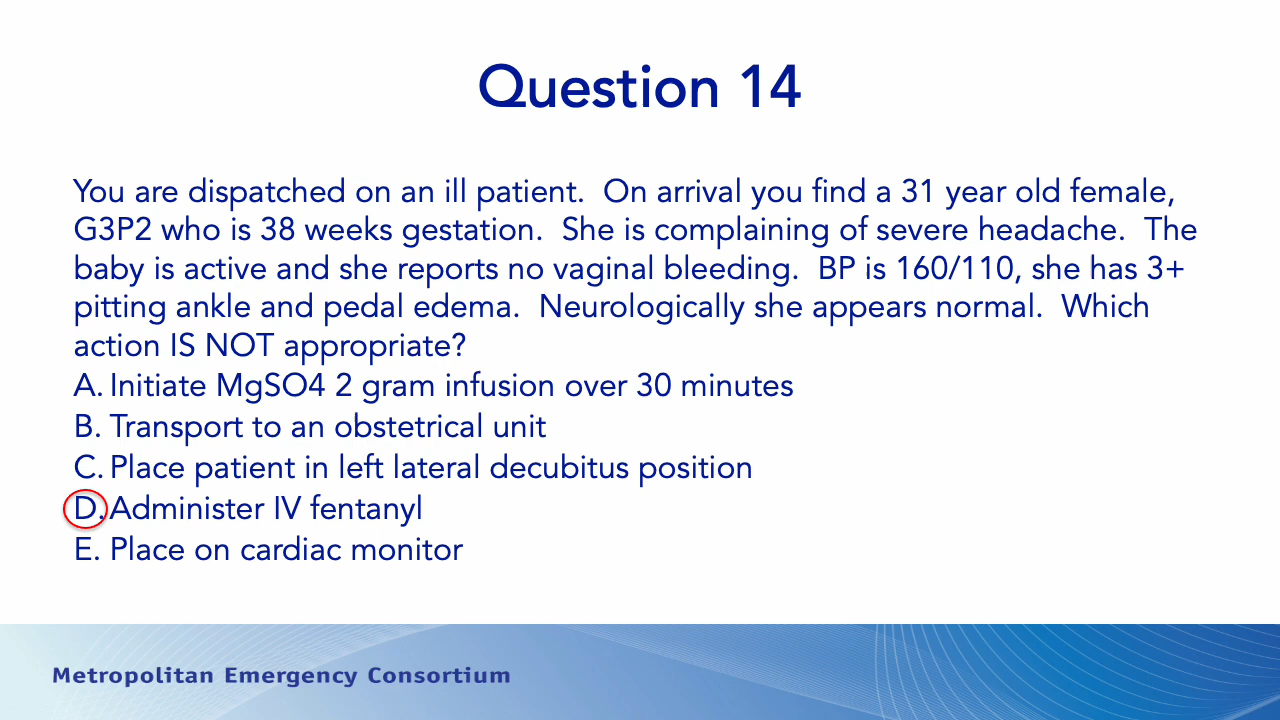 Question 14
You are dispatched on an ill patient.  On arrival you find a 31 year old female,
G3P2 who is 38 weeks gestation.  She is complaining of severe headache.  The
baby is active and she reports no vaginal bleeding.  BP is 160/110, she has 3+
pitting ankle and pedal edema.  Neurologically she appears normal.  Which
action IS NOT appropriate?
A. Initiate MgSO4 2 gram infusion over 30 minutes
B. Transport to an obstetrical unit
C. Place patient in left lateral decubitus position
D. Administer IV fentanyl
E. Place on cardiac monitor
Metropolitan Emergency Consortium